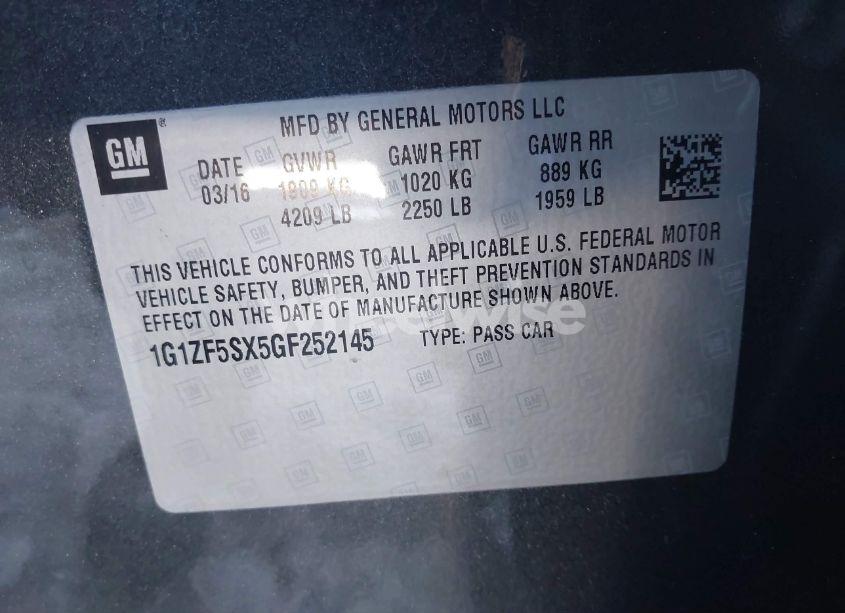 GM
MFD BY GENERAL MOTORS LLC
DATE GVWR GAWR FRT GAWR RR
03/16 1909 KG 1020 KG 889 KG
4209 LB 2250 LB 1959 LB
THIS VEHICLE CONFORMS TO ALL APPLICABLE U.S. FEDERAL MOTOR
VEHICLE SAFETY, BUMPER, AND THEFT PREVENTION STANDARDS IN
EFFECT ON THE DATE OF MANUFACTURE SHOWN ABOVE.
1G1ZF5SX5GF252145 TYPE: PASS CAR